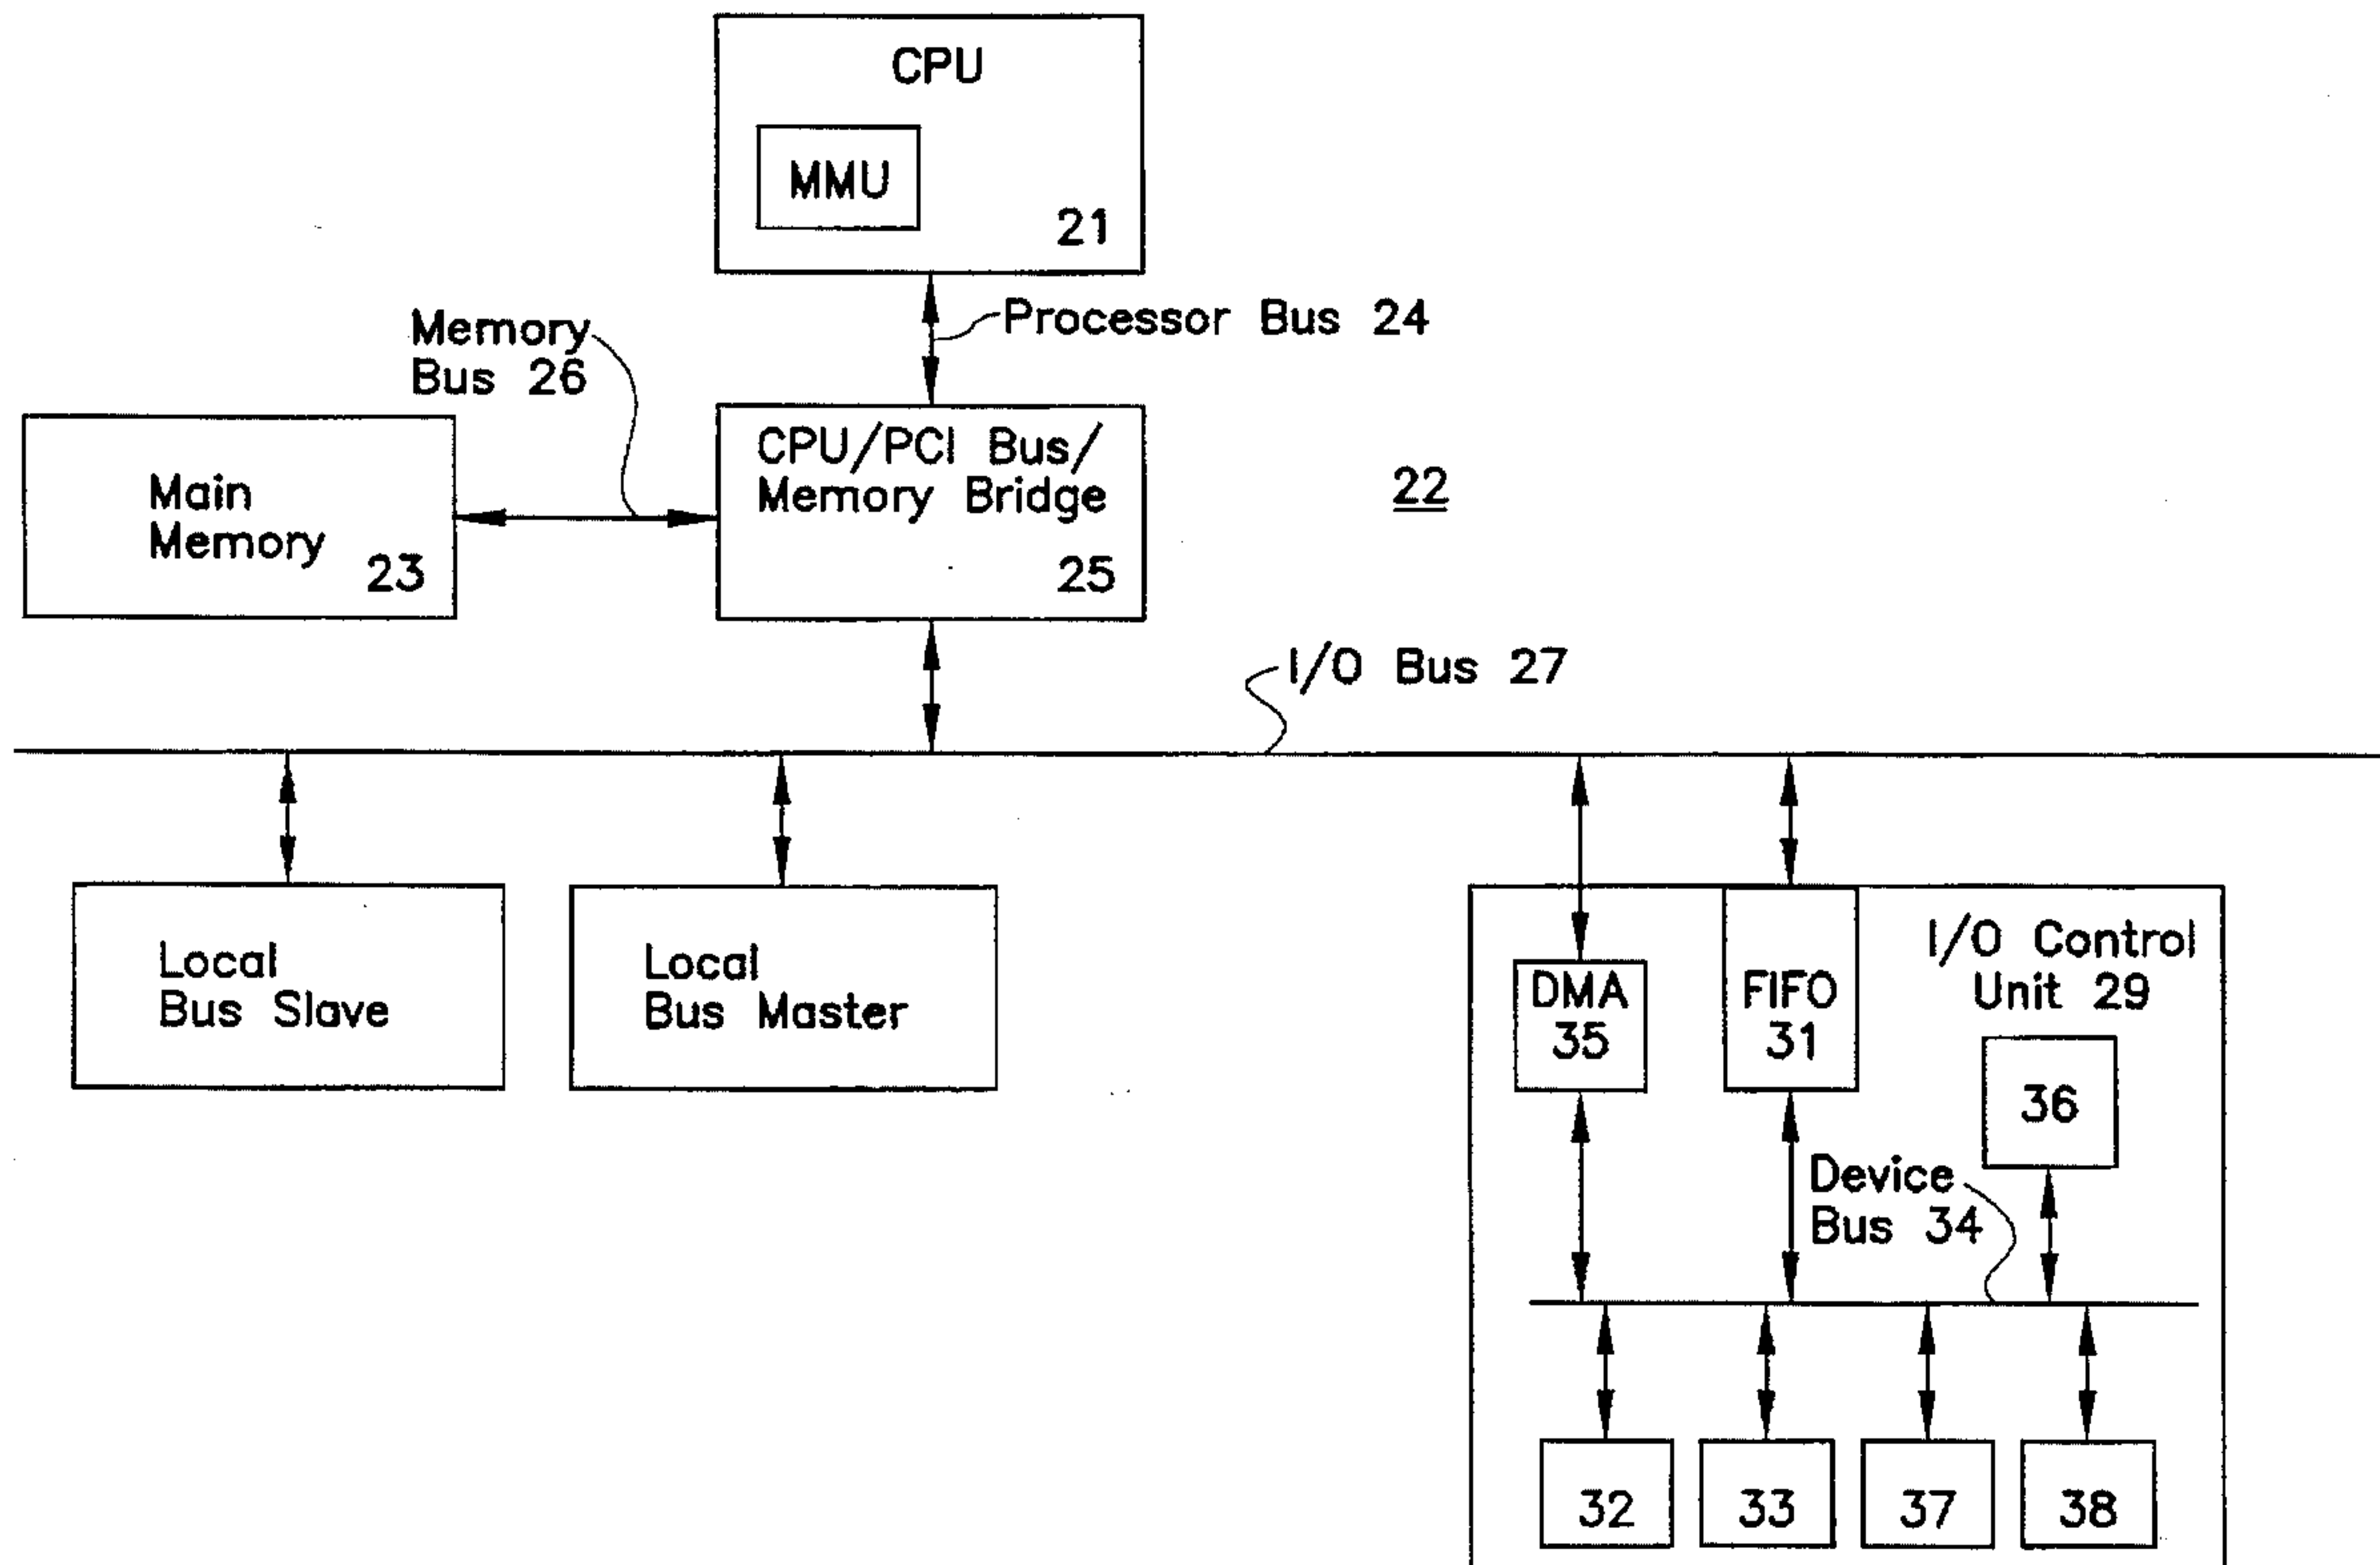 CPU
MMU
21
Processor Bus 24
Memory
Bus 26
CPU/PCI Bus/
Memory Bridge
25
22
Main
Memory
23
I/O Bus 27
Local
Bus Slave
Local
Bus Master
DMA
35
FIFO
31
I/O Control
Unit 29
36
Device
Bus 34
32
33
37
38